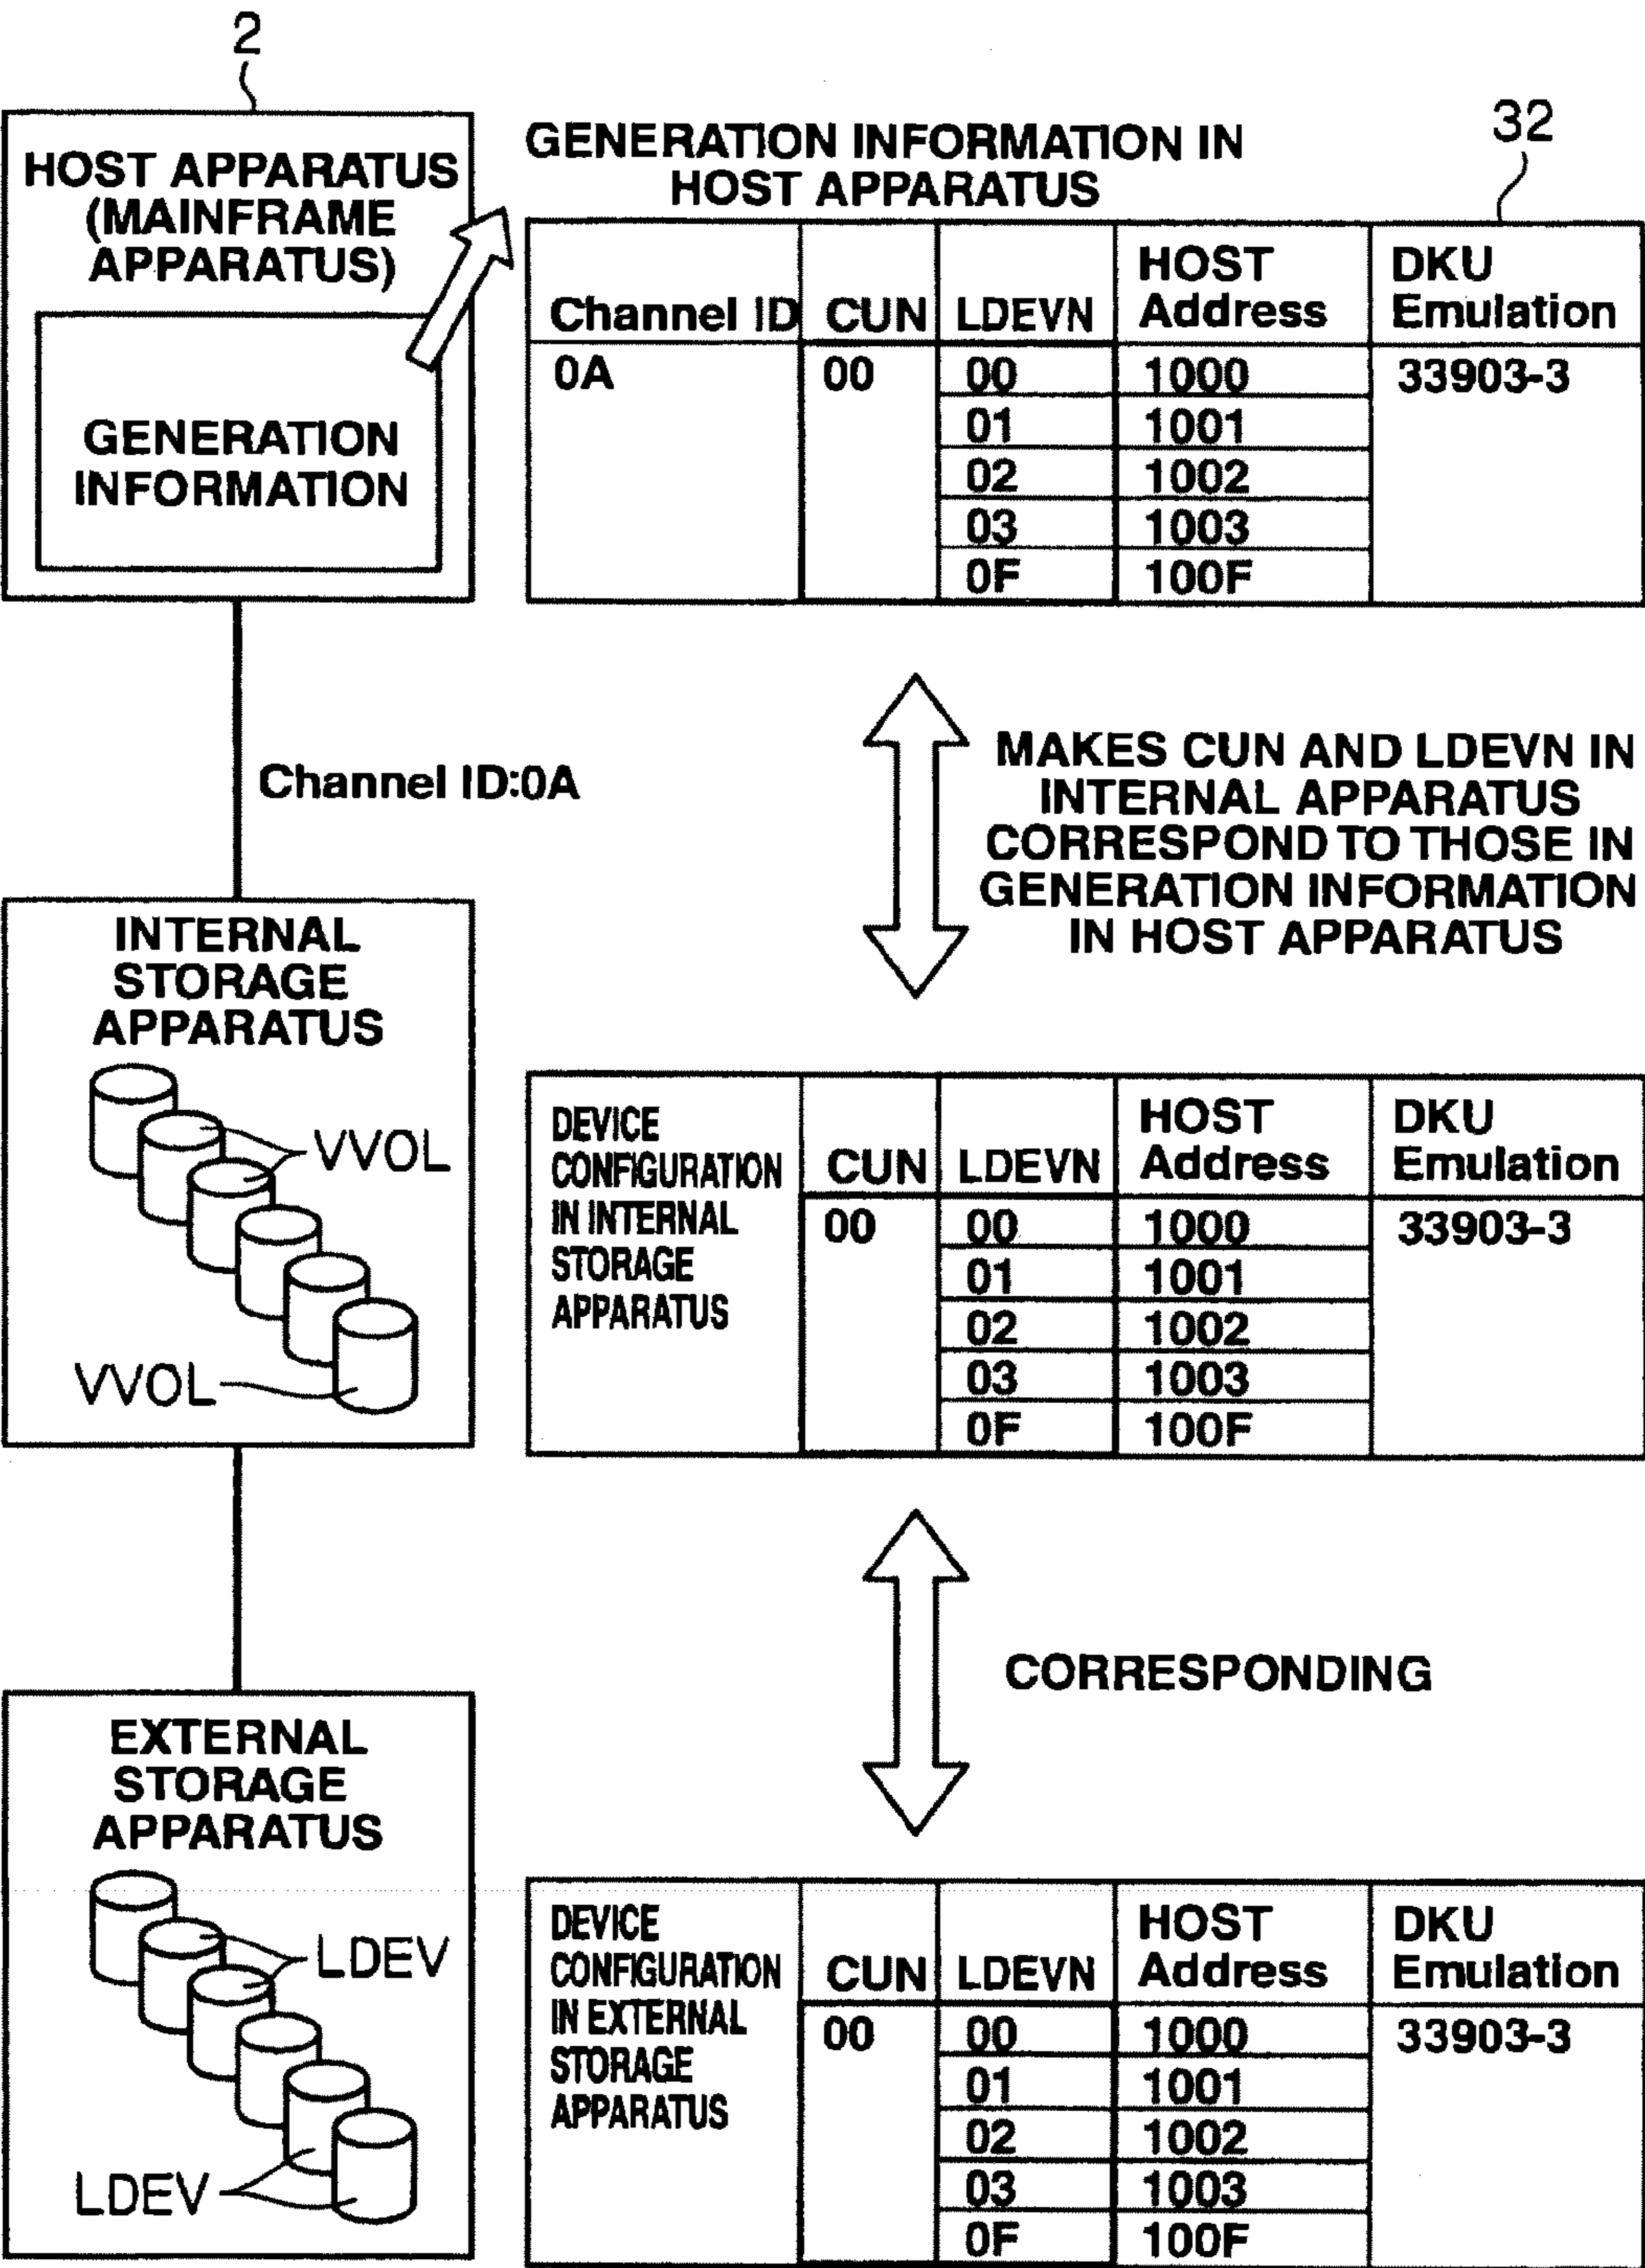 2
HOST APPARATUS
(MAINFRAME
APPARATUS)
GENERATION
INFORMATION
GENERATION INFORMATION IN
HOST APPARATUS
32
Channel ID CUN LDEVN HOST Address DKU Emulation
0A 00 00 1000 33903-3
01 1001
02 1002
03 1003
0F 100F
Channel ID:0A
MAKES CUN AND LDEVN IN
INTERNAL APPARATUS
CORRESPOND TO THOSE IN
GENERATION INFORMATION
IN HOST APPARATUS
INTERNAL
STORAGE
APPARATUS
VVOL
VVOL
DEVICE
CONFIGURATION
IN INTERNAL
STORAGE
APPARATUS
CUN LDEVN HOST Address DKU Emulation
00 00 1000 33903-3
01 1001
02 1002
03 1003
0F 100F
CORRESPONDING
EXTERNAL
STORAGE
APPARATUS
LDEV
LDEV
DEVICE
CONFIGURATION
IN EXTERNAL
STORAGE
APPARATUS
CUN LDEVN HOST Address DKU Emulation
00 00 1000 33903-3
01 1001
02 1002
03 1003
0F 100F